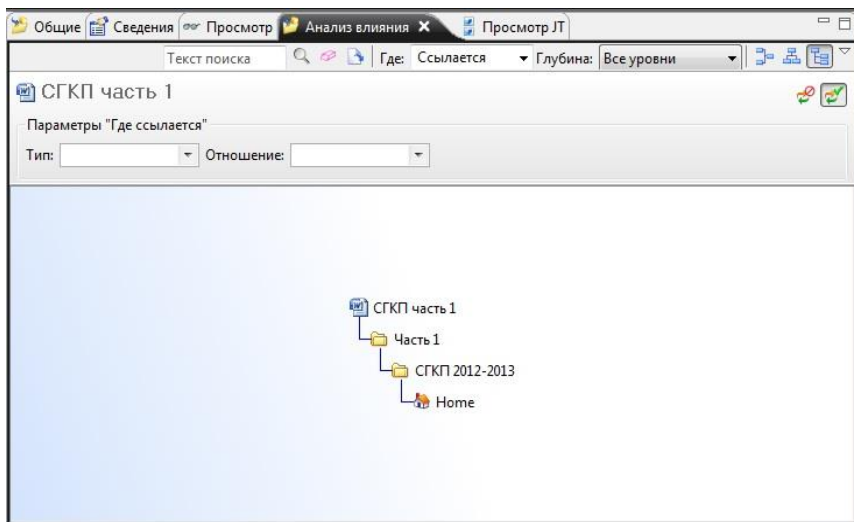 Общие Сведения Просмотр Анализ влияния Просмотр JT
Текст поиска Где: Ссылается Глубина: Все уровни
СГКП часть 1
Параметры "Где ссылается"
Тип: Отношение:
СГКП часть 1
Часть 1
СГКП 2012-2013
Home